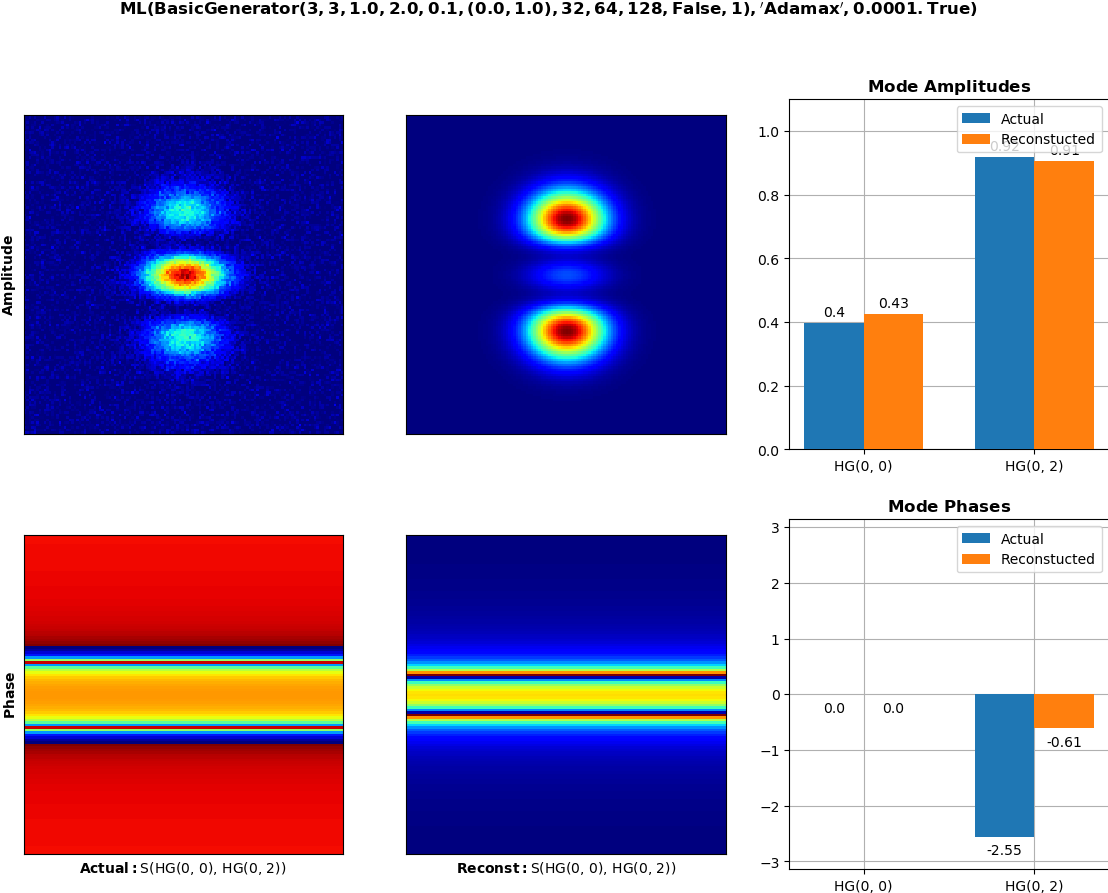 ML(BasicGenerator(3, 3, 1.0, 2.0, 0.1, (0.0, 1.0), 32, 64, 128, False, 1), ′Adamax′, 0.0001. True)
Amplitude
Mode Amplitudes
Actual
Reconstucted
1.0
0.8
0.6
0.4
0.2
0.0
0.4
0.43
0.92
0.91
HG(0, 0)
HG(0, 2)
Phase
Actual: S(HG(0, 0), HG(0, 2))
Reconst: S(HG(0, 0), HG(0, 2))
Mode Phases
Actual
Reconstucted
3
2
1
0
−1
−2
−3
0.0
0.0
-2.55
-0.61
HG(0, 0)
HG(0, 2)